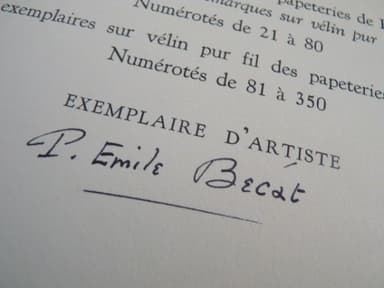 papeteries de
remarques sur vélin pur
Numérotés de 21 à 80
exemplaires sur vélin pur fil des papeteries
Numérotés de 81 à 350
EXEMPLAIRE D'ARTISTE
P. Emile Becat